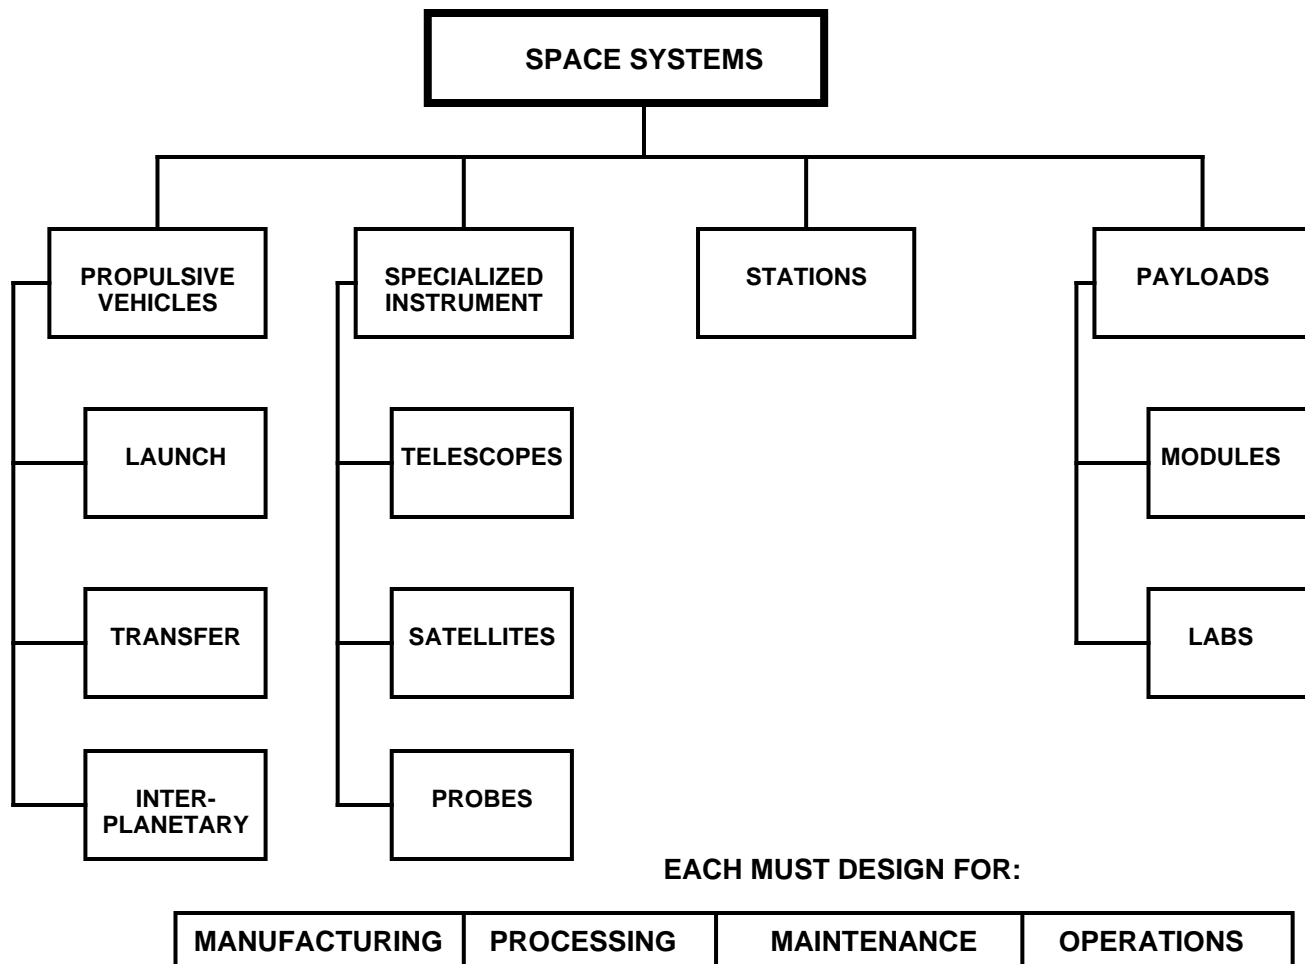 SPACE SYSTEMS
PROPULSIVE
VEHICLES
SPECIALIZED
INSTRUMENT
STATIONS
PAYLOADS
LAUNCH
TELESCOPES
MODULES
TRANSFER
SATELLITES
LABS
INTER-
PLANETARY
PROBES
EACH MUST DESIGN FOR:
MANUFACTURING
PROCESSING
MAINTENANCE
OPERATIONS